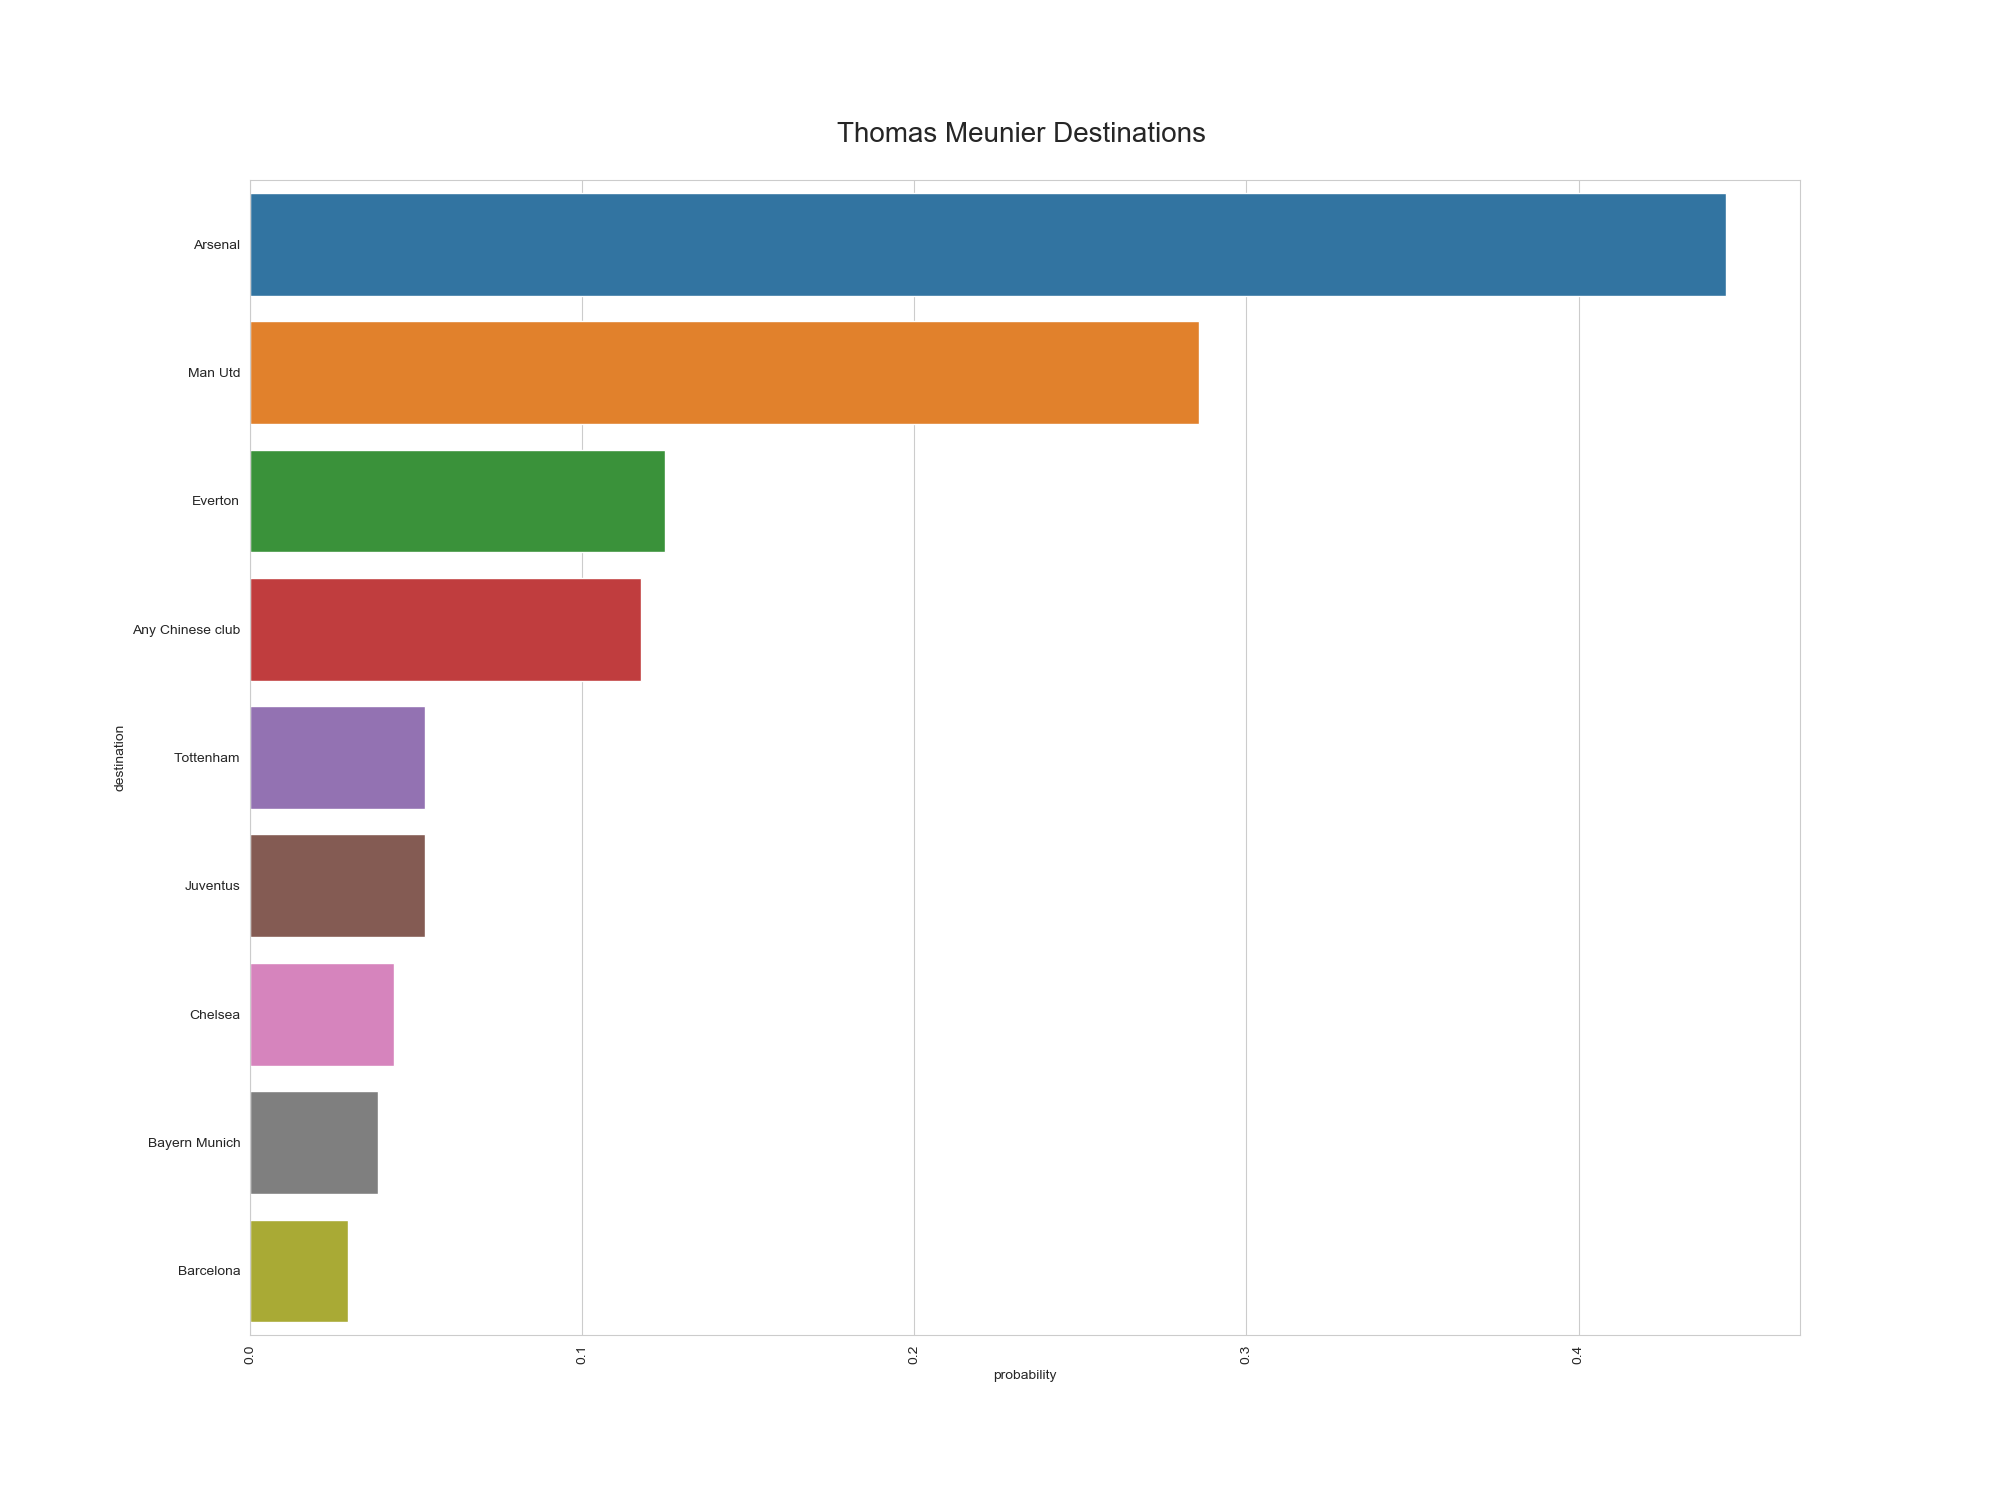 Thomas Meunier Destinations
Arsenal
Man Utd
Everton
Any Chinese club
Tottenham
Juventus
Chelsea
Bayern Munich
Barcelona
destination
0.0
0.1
0.2
0.3
0.4
probability